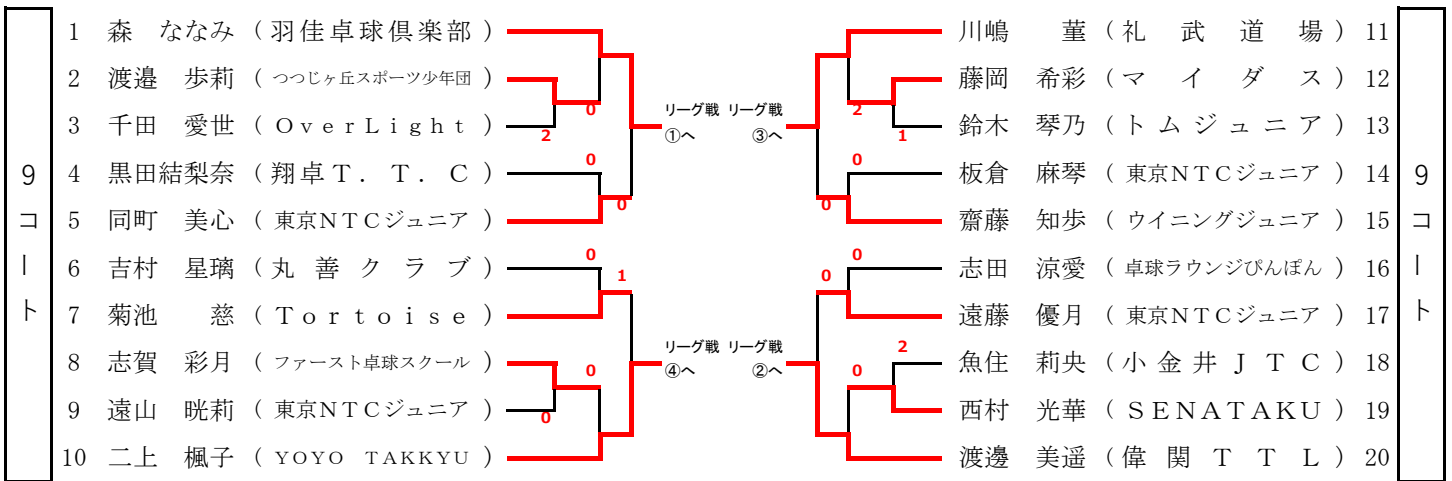 1 森 ななみ (羽佳卓球倶楽部)
2 渡邉 歩莉 (つつじヶ丘スポーツ少年団)
0
3 千田 愛世 (OverLight)
2
リーグ戦
①へ
4 黒田結梨奈 (翔卓T.T.C)
0
5 同町 美心 (東京NTCジュニア)
0
6 吉村 星璃 (丸善クラブ)
0
1
7 菊池 慈 (Tortoise)
8 志賀 彩月 (ファースト卓球スクール)
0
リーグ戦
④へ
9 遠山 晄莉 (東京NTCジュニア)
0
10 二上 楓子 (YOYO TAKKYU)
9コート
川嶋 菫 (礼武道場) 11
藤岡 希彩 (マイダス) 12
2
鈴木 琴乃 (トムジュニア) 13
1
リーグ戦
③へ
板倉 麻琴 (東京NTCジュニア) 14
0
齋藤 知歩 (ウイニングジュニア) 15
0
志田 涼愛 (卓球ラウンジぴんぽん) 16
0
0
遠藤 優月 (東京NTCジュニア) 17
魚住 莉央 (小金井JTC) 18
2
リーグ戦
②へ
0
西村 光華 (SENATAKU) 19
渡邊 美遥 (偉関TTL) 20
9コート